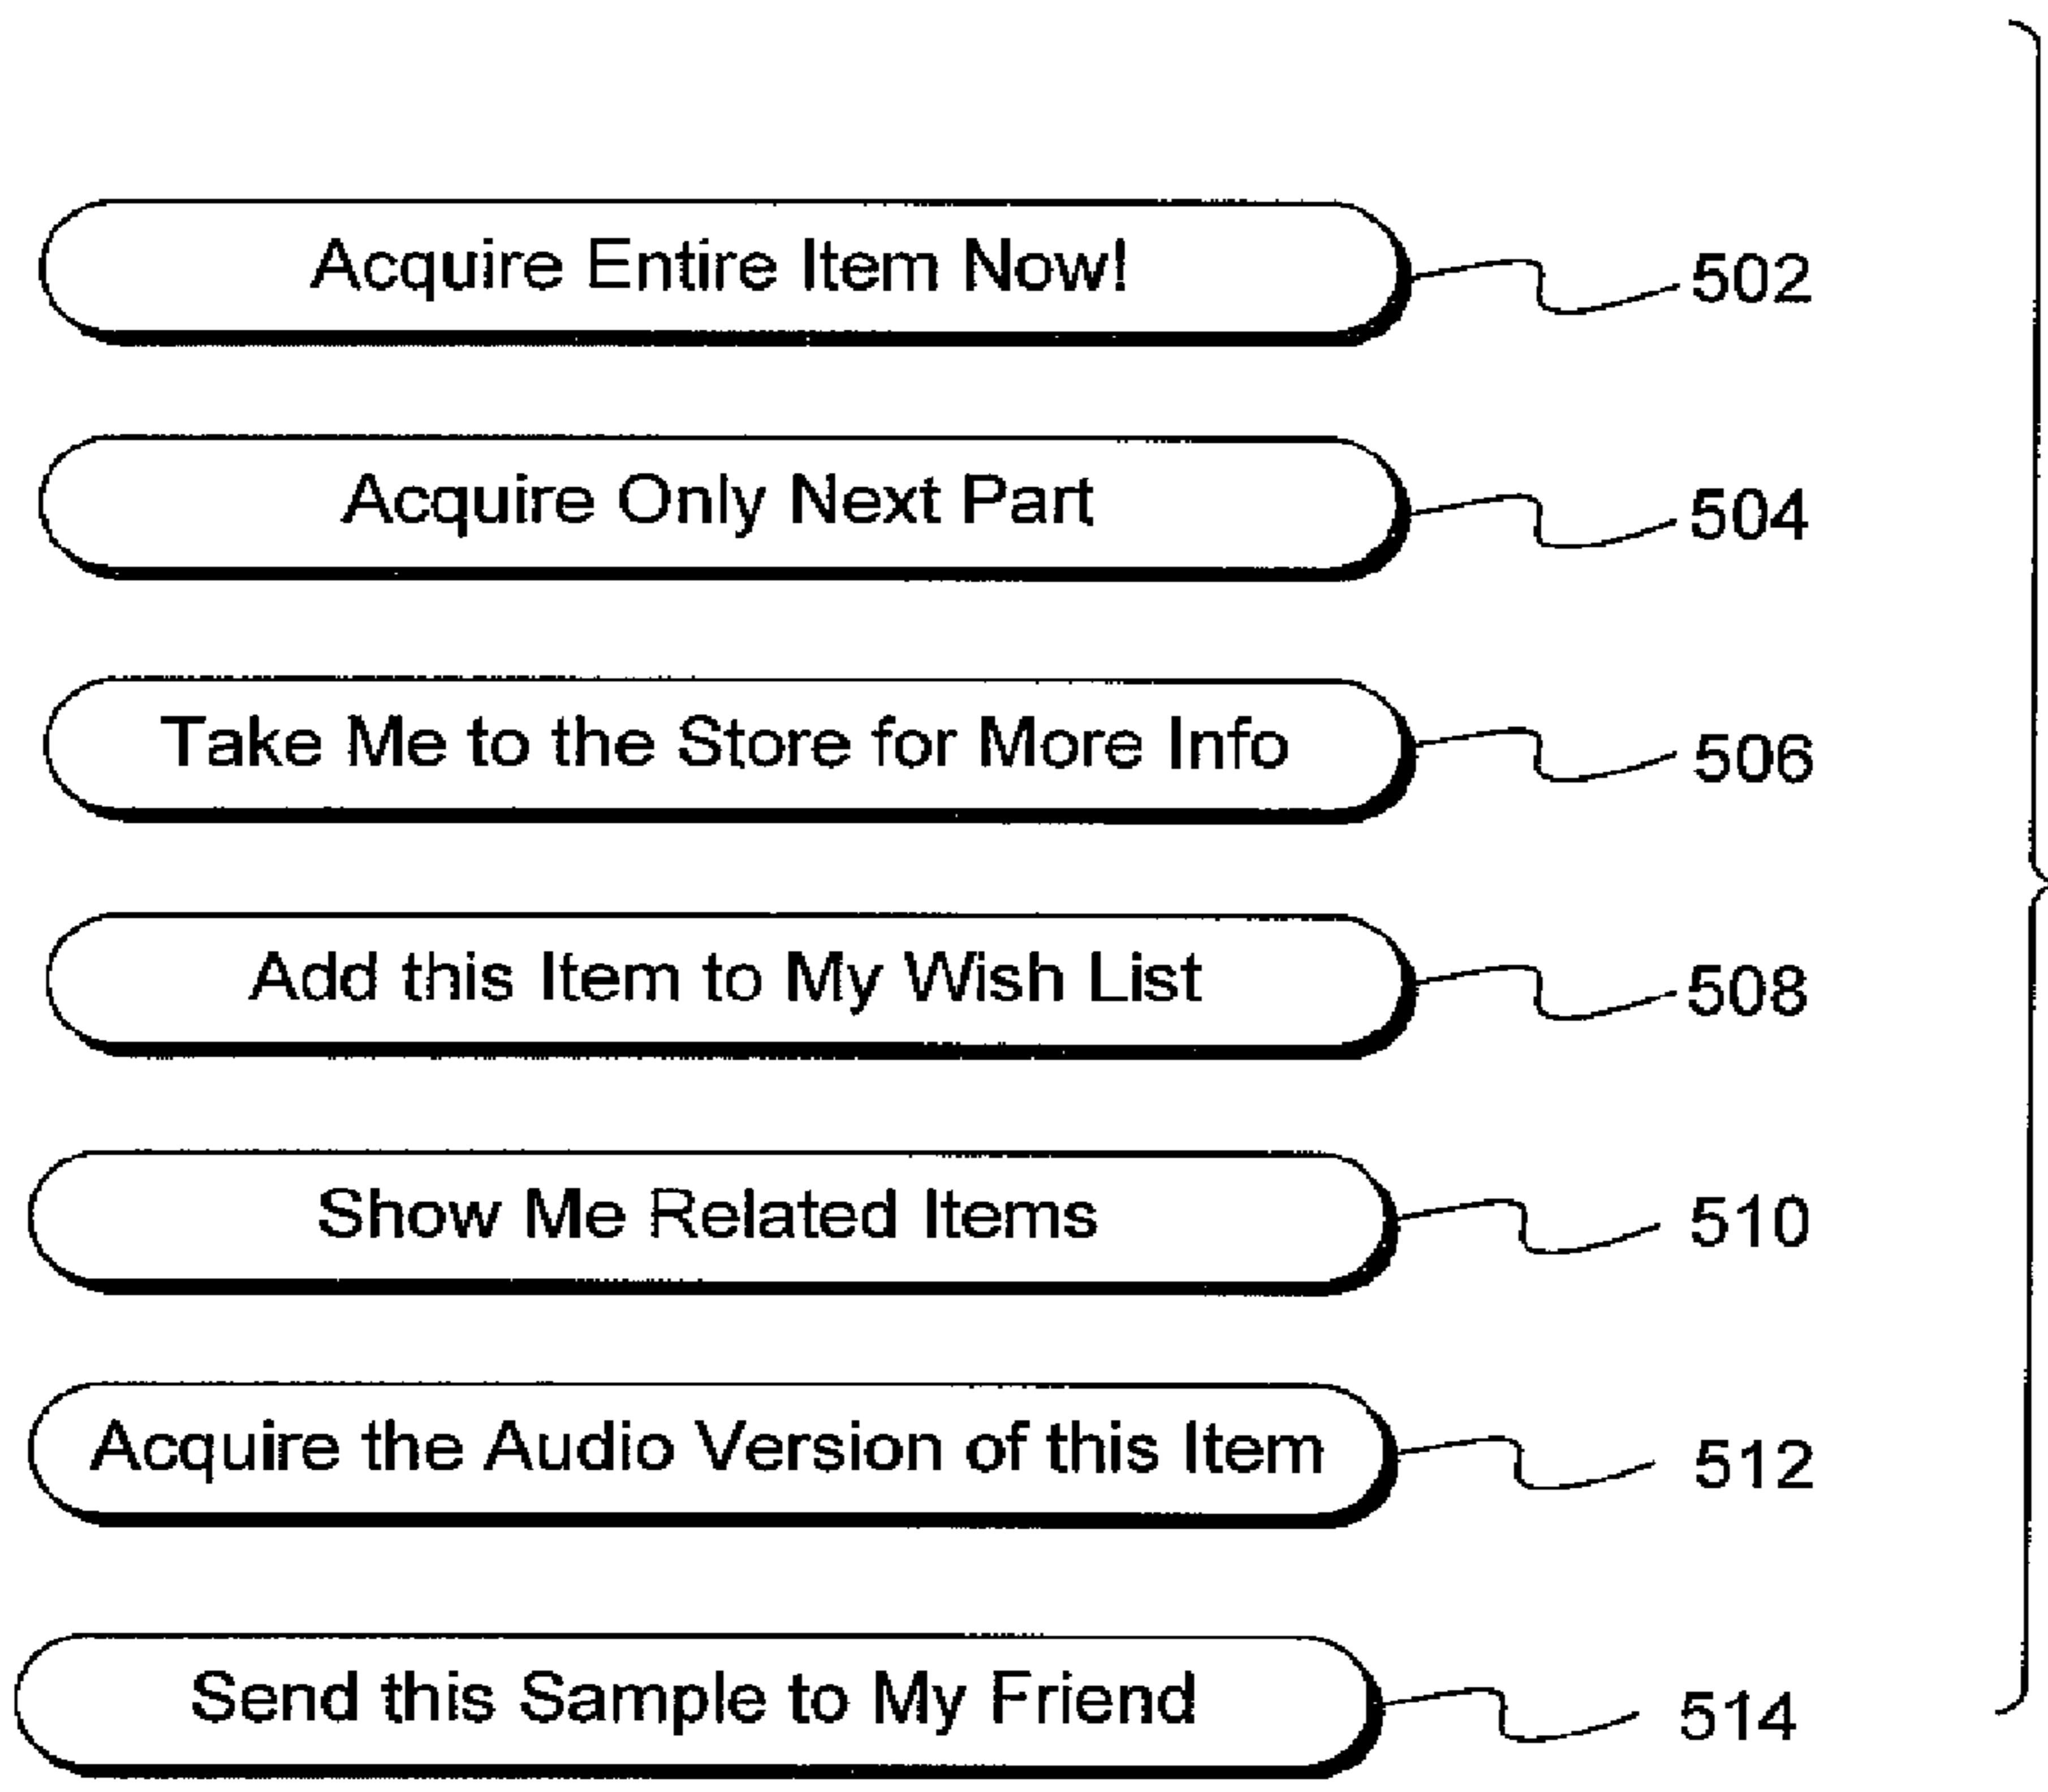 Acquire Entire Item Now! 502
Acquire Only Next Part 504
Take Me to the Store for More Info 506
Add this Item to My Wish List 508
Show Me Related Items 510
Acquire the Audio Version of this Item 512
Send this Sample to My Friend 514